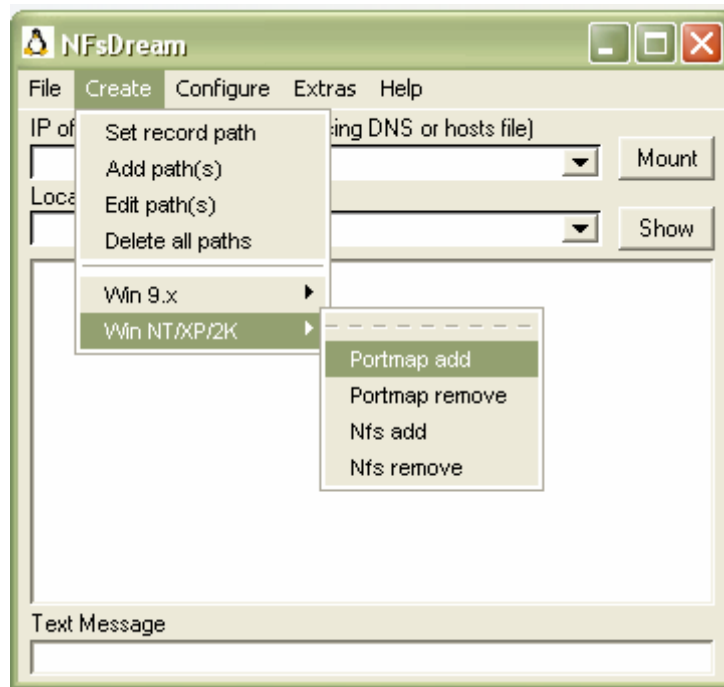 NFsDream
File Create Configure Extras Help
IP of
Set record path
ing DNS or hosts file)
Mount
Add path(s)
Edit path(s)
Delete all paths
Show
Win 9.x
Win NT/XP/2K
Portmap add
Portmap remove
Nfs add
Nfs remove
Text Message